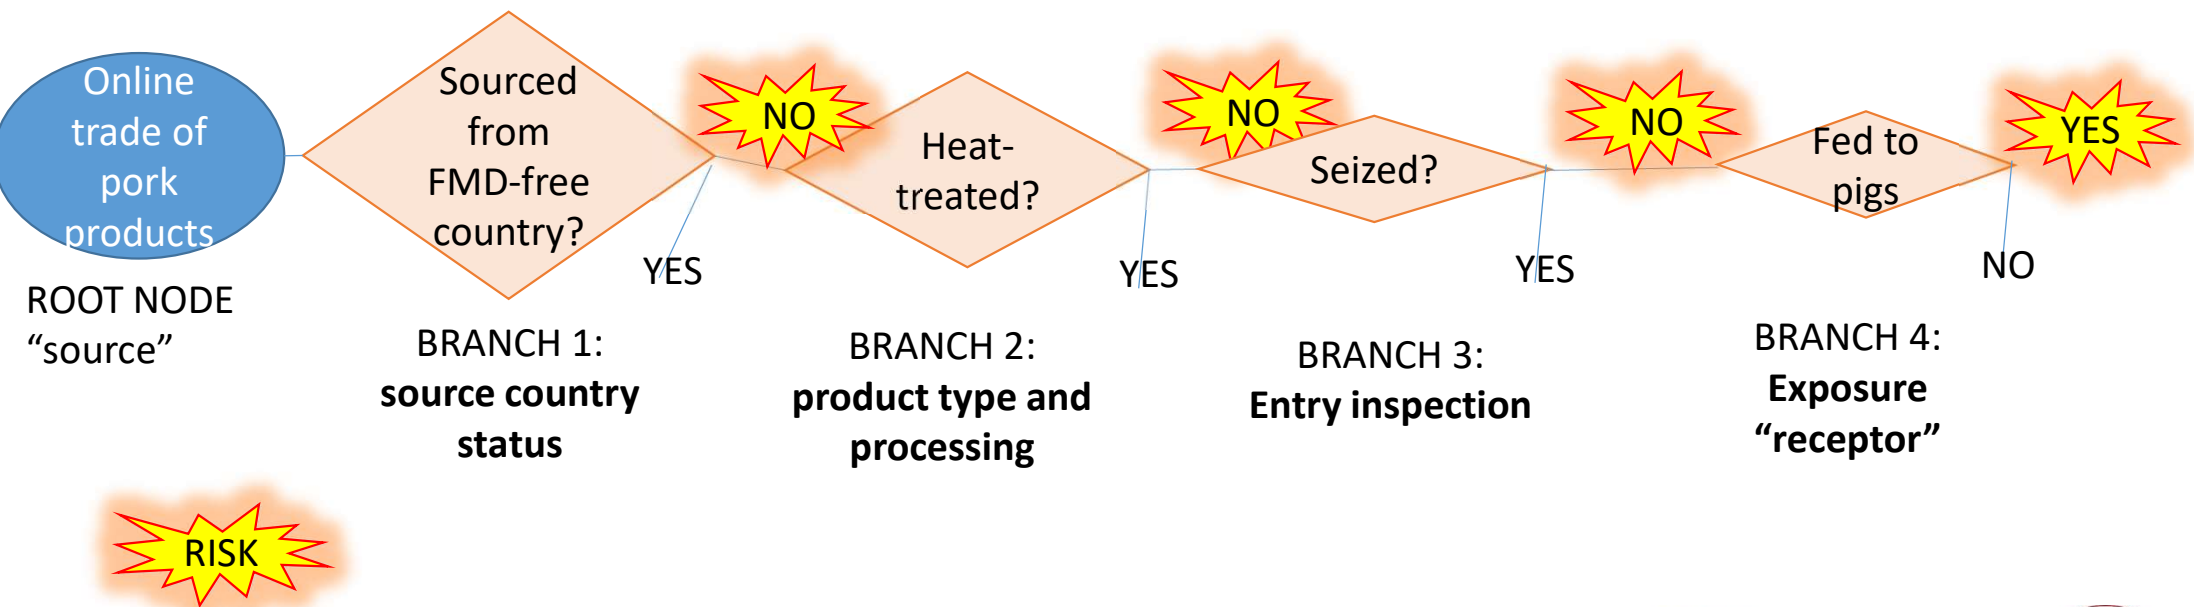 Online
trade of
pork
products
ROOT NODE
“source”
Sourced
from
FMD-free
country?
NO
YES
BRANCH 1:
source country
status
Heat-
treated?
NO
YES
BRANCH 2:
product type and
processing
Seized?
NO
YES
BRANCH 3:
Entry inspection
Fed to
pigs
YES
NO
BRANCH 4:
Exposure
“receptor”
RISK